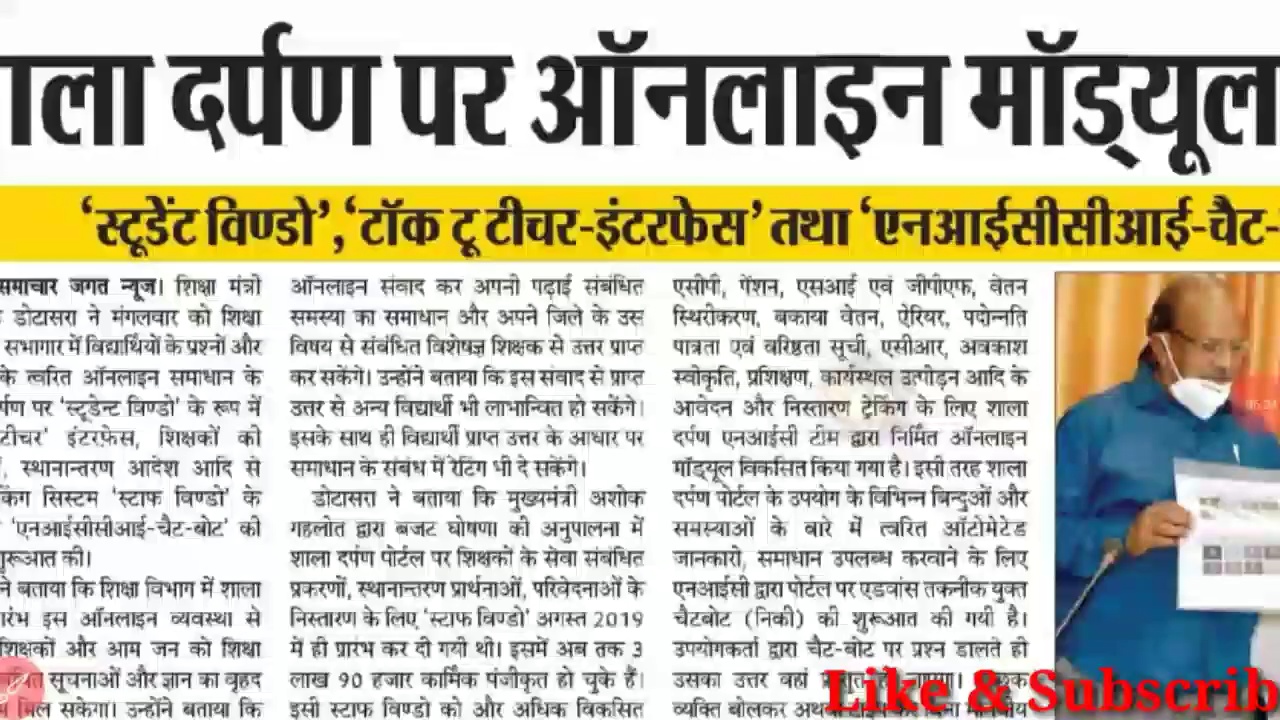 ाला दर्पण पर ऑनलाइन मॉड्यूल
'स्टूडेंट विण्डो', 'टॉक टू टीचर-इंटरफेस' तथा 'एनआईसीसीआई-चैट-
समाचार जगत न्यूज। शिक्षा मंत्री
डोटासरा ने मंगलवार को शिक्षा
सभागार में विद्यार्थियों के प्रश्नों और
के त्वरित ऑनलाइन समाधान के
र्पण पर 'स्टूडेन्ट विण्डो' के रूप में
टीचर' इंटरफेस, शिक्षकों की
, स्थानान्तरण आदेश आदि से
किंग सिस्टम 'स्टाफ विण्डो' के
'एनआईसीसीआई-चैट-बोट' की
शुरूआत की।
ने बताया कि शिक्षा विभाग में शाला
ारंभ इस ऑनलाइन व्यवस्था से
शिक्षकों और आम जन को शिक्षा
सूचनाओं और ज्ञान का वृहद
मिल सकेगा। उन्होंने बताया कि
ऑनलाइन संवाद कर अपनी पढ़ाई संबंधित
समस्या का समाधान और अपने जिले के उस
विषय से संबंधित विशेषज्ञ शिक्षक से उत्तर प्राप्त
कर सकेंगे। उन्होंने बताया कि इस संवाद से प्राप्त
उत्तर से अन्य विद्यार्थी भी लाभान्वित हो सकेंगे।
इसके साथ ही विद्यार्थी प्राप्त उत्तर के आधार पर
समाधान के संबंध में रेटिंग भी दे सकेंगे।
डोटासरा ने बताया कि मुख्यमंत्री अशोक
गहलोत द्वारा बजट घोषणा की अनुपालना में
शाला दर्पण पोर्टल पर शिक्षकों के सेवा संबंधित
प्रकरणों, स्थानान्तरण प्रार्थनाओं, परिवेदनाओं के
निस्तारण के लिए 'स्टाफ विण्डो' अगस्त 2019
में ही प्रारंभ कर दी गयी थी। इसमें अब तक 3
लाख 90 हजार कार्मिक पंजीकृत हो चुके हैं।
इसी स्टाफ विण्डो को और अधिक विकसित
एसीपी, पेंशन, एसआई एवं जीपीएफ, वेतन
स्थिरीकरण, बकाया वेतन, ऐरियर, पदोन्नति
पात्रता एवं वरिष्ठता सूची, एसीआर, अवकाश
स्वीकृति, प्रशिक्षण, कार्यस्थल उत्पीड़न आदि के
आवेदन और निस्तारण ट्रेकिंग के लिए शाला
दर्पण एनआईसी टीम द्वारा निर्मित ऑनलाइन
मॉड्यूल विकसित किया गया है। इसी तरह शाला
दर्पण पोर्टल के उपयोग के विभिन्न बिन्दुओं और
समस्याओं के बारे में त्वरित ऑटोमेटेड
जानकारी, समाधान उपलब्ध करवाने के लिए
एनआईसी द्वारा पोर्टल पर एडवांस तकनीक युक्त
चैटबोट (निकी) की शुरूआत की गयी है।
उपयोगकर्ता द्वारा चैट-बोट पर प्रश्न डालते ही
उसका उत्तर वहां
व्यक्ति बोलकर
Like & Subscrib